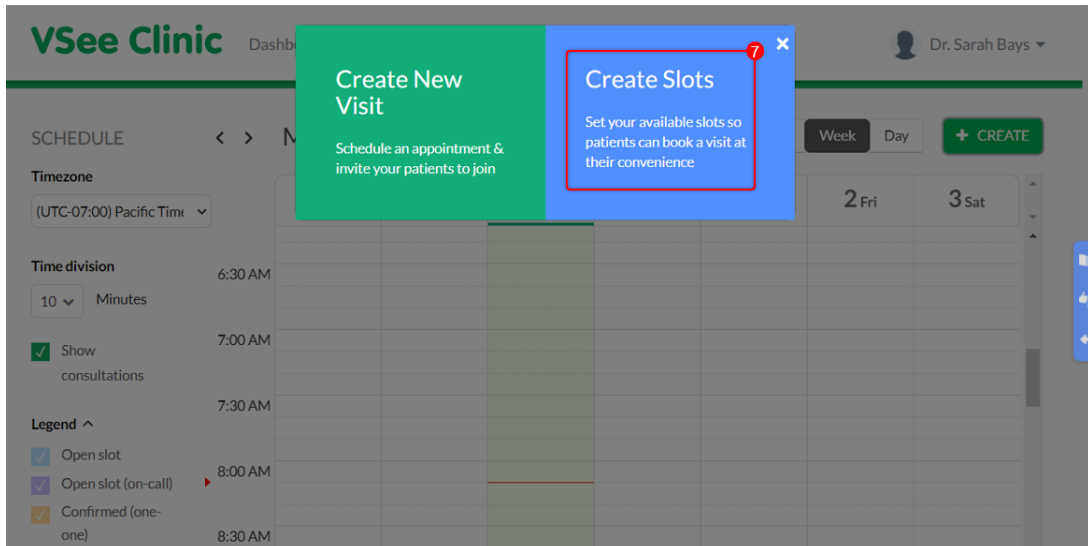 VSee Clinic Dashb
Dr. Sarah Bays
7
Create New
Visit
Schedule an appointment &
invite your patients to join
Create Slots
Set your available slots so
patients can book a visit at
their convenience
SCHEDULE
M
Week Day
+ CREATE
Timezone
(UTC-07:00) Pacific Time
2 Fri
3 Sat
Time division
10 Minutes
Show
consultations
Legend
Open slot
Open slot (on-call)
Confirmed (one-
one)
6:30 AM
7:00 AM
7:30 AM
8:00 AM
8:30 AM